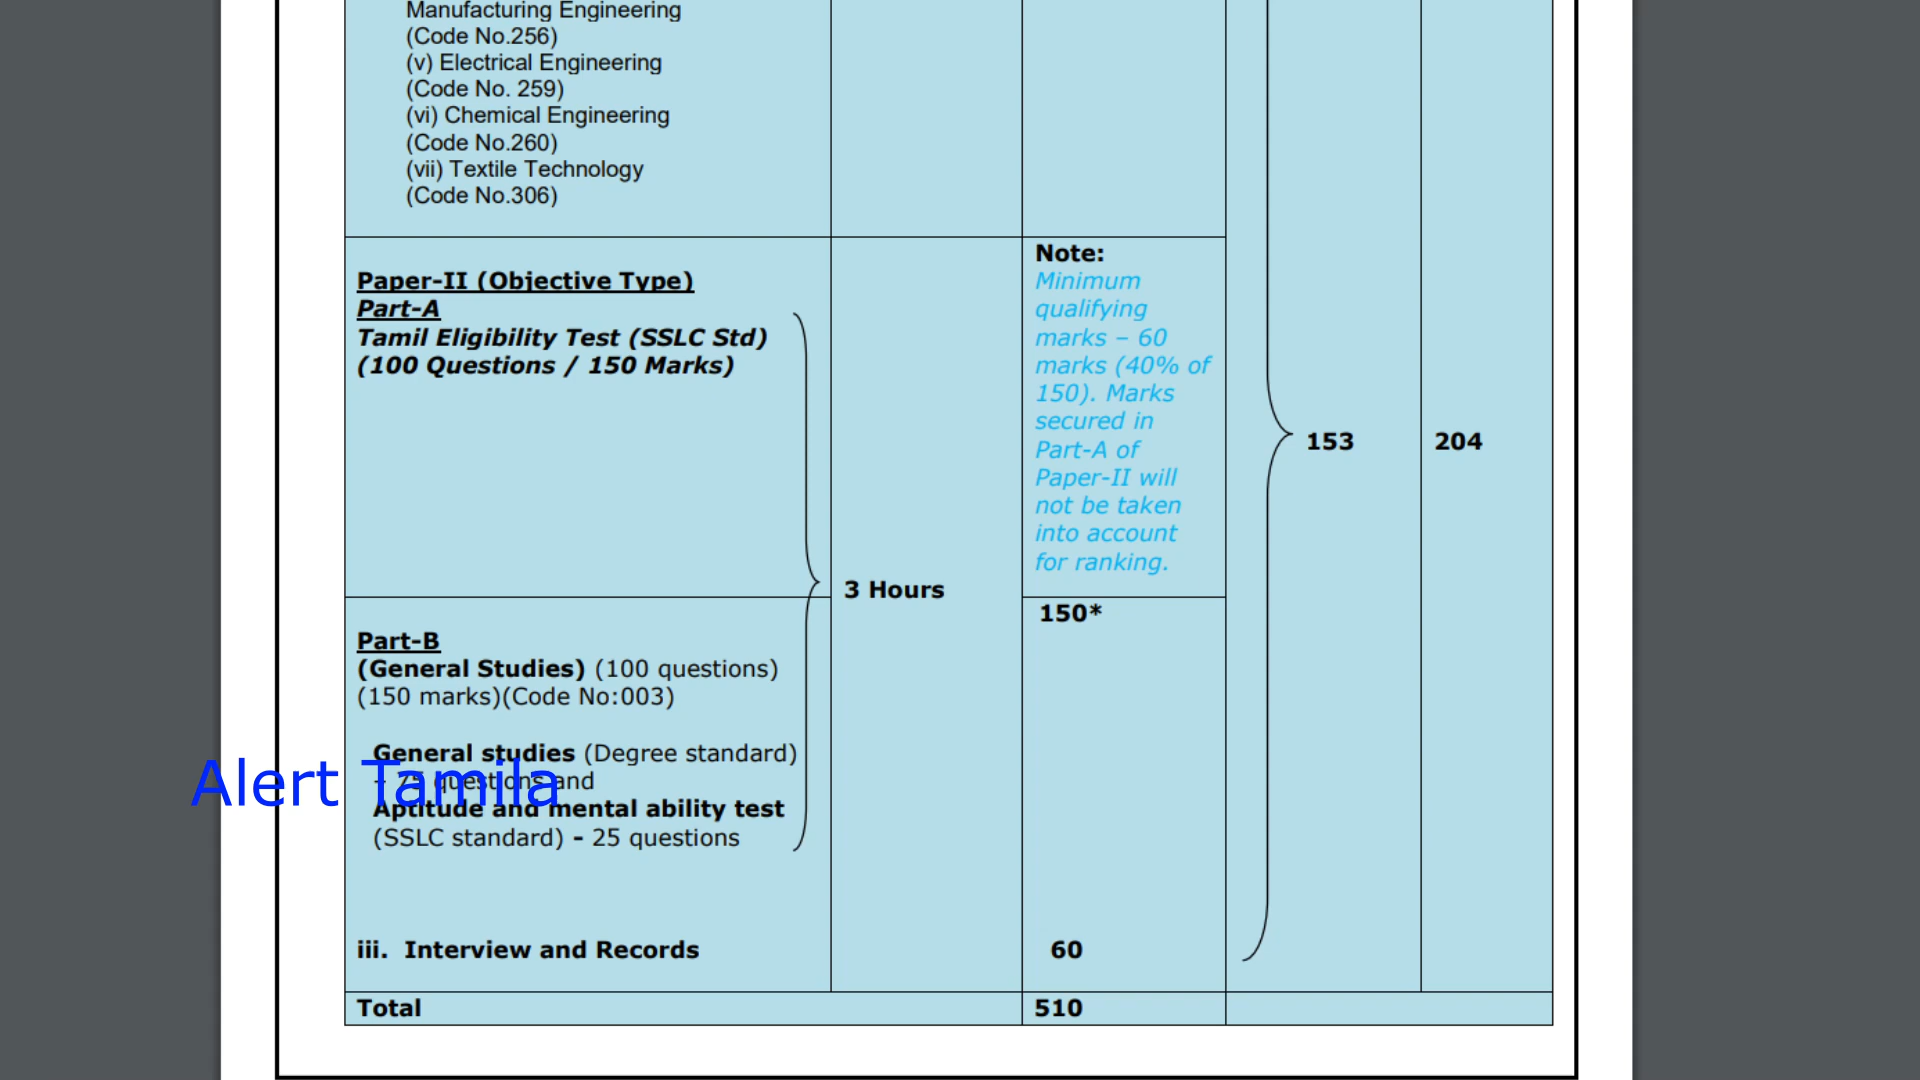 Manufacturing Engineering
(Code No.256)
(v) Electrical Engineering
(Code No. 259)
(vi) Chemical Engineering
(Code No.260)
(vii) Textile Technology
(Code No.306)
Paper-II (Objective Type)
Part-A
Tamil Eligibility Test (SSLC Std)
(100 Questions / 150 Marks)
Note:
Minimum
qualifying
marks – 60
marks (40% of
150). Marks
secured in
Part-A of
Paper-II will
not be taken
into account
for ranking.
153
204
3 Hours
150*
Part-B
(General Studies) (100 questions)
(150 marks)(Code No:003)
General studies (Degree standard)
– 75 questions and
Aptitude and mental ability test
(SSLC standard) – 25 questions
Alert Tamila
iii. Interview and Records
60
Total
510